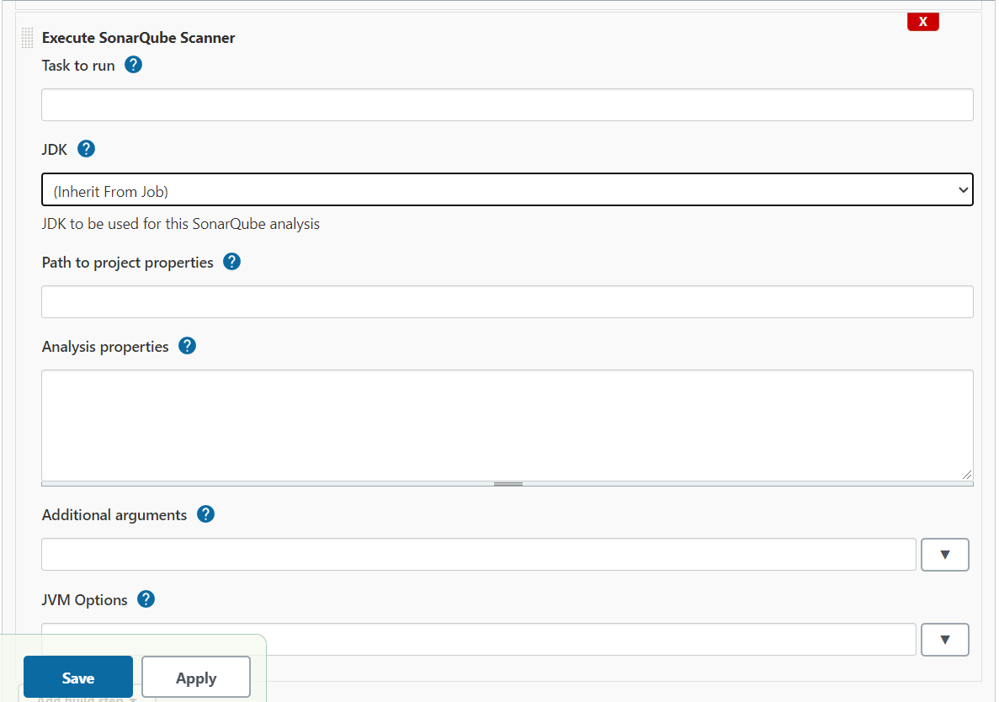 X
Execute SonarQube Scanner
Task to run ?
JDK ?
(Inherit From Job)
JDK to be used for this SonarQube analysis
Path to project properties ?
Analysis properties ?
Additional arguments ?
▼
JVM Options ?
▼
Save Apply
Add build step ▼